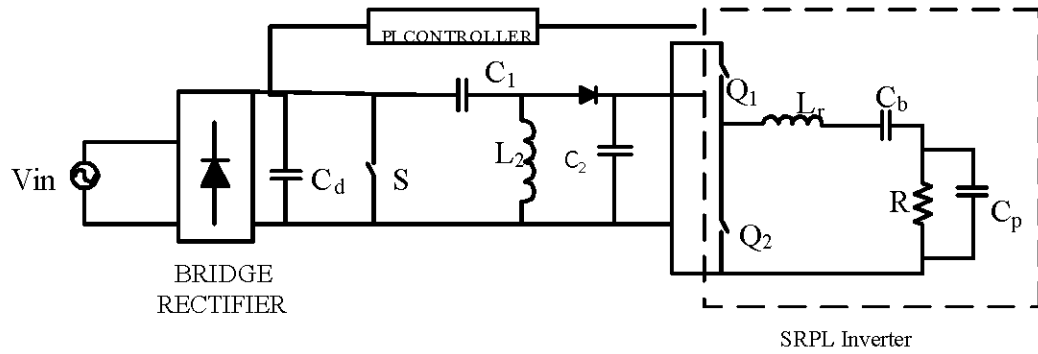 PI CONTROLLER
C1
Q1
Lr
Cb
Vin
Cd
S
L2
C2
R
Cp
Q2
BRIDGE
RECTIFIER
SRPL Inverter